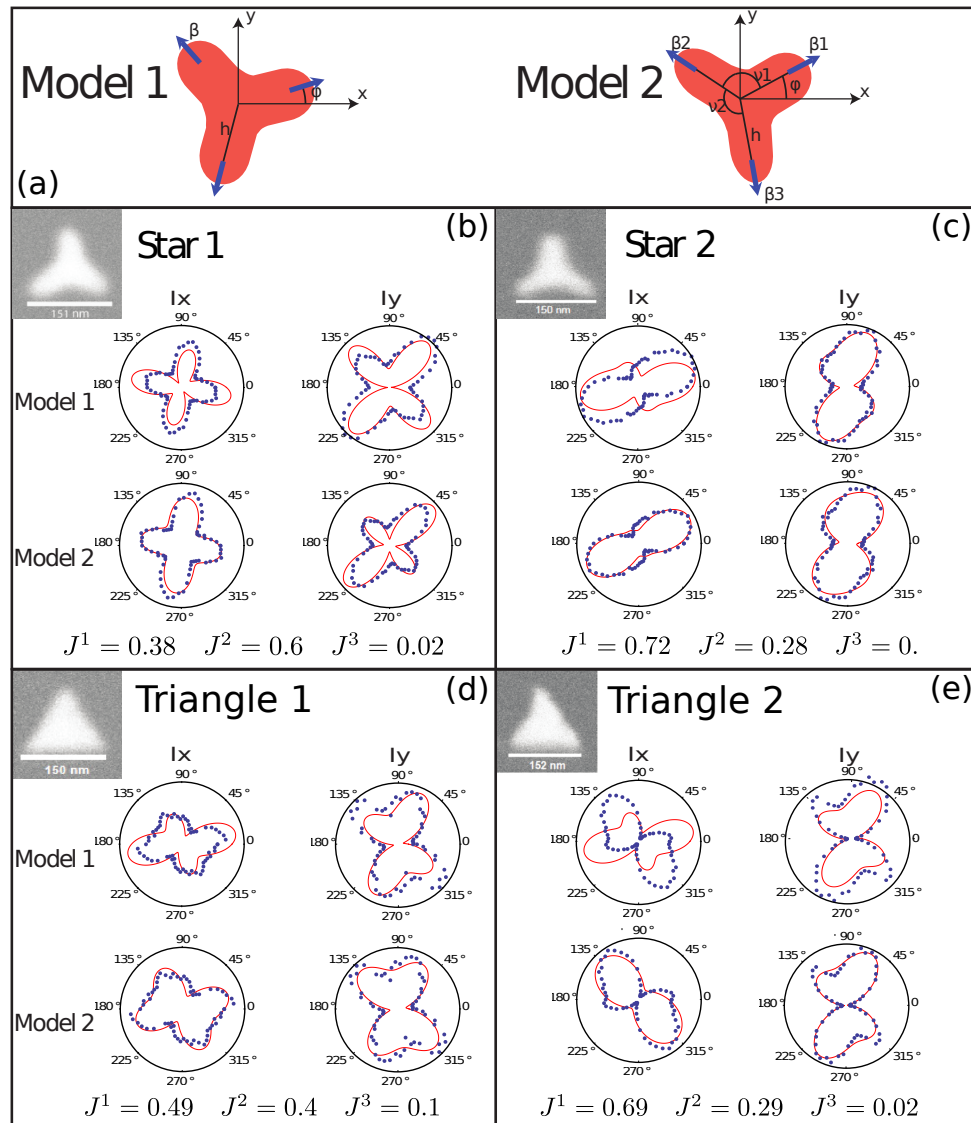 Model 1
β
y
φ
x
h
(a)
Model 2
β2
y
β1
ν1
φ
x
ν2
h
β3
Star 1
(b)
151 nm
Ix
Iy
Model 1
90°
135°
45°
180°
0
225°
315°
270°
90°
135°
45°
180°
0
225°
315°
270°
Model 2
90°
135°
45°
180°
0
225°
315°
270°
90°
135°
45°
180°
0
225°
315°
270°
J¹ = 0.38 J² = 0.6 J³ = 0.02
Star 2
(c)
150 nm
Ix
Iy
90°
135°
45°
180°
0
225°
315°
270°
90°
135°
45°
180°
0
225°
315°
270°
90°
135°
45°
180°
0
225°
315°
270°
90°
135°
45°
180°
0
225°
315°
270°
J¹ = 0.72 J² = 0.28 J³ = 0.
Triangle 1
(d)
150 nm
Ix
Iy
Model 1
90°
135°
45°
180°
0
225°
315°
270°
90°
135°
45°
180°
0
225°
315°
270°
Model 2
90°
135°
45°
180°
0
225°
315°
270°
90°
135°
45°
180°
0
225°
315°
270°
J¹ = 0.49 J² = 0.4 J³ = 0.1
Triangle 2
(e)
152 nm
Ix
Iy
90°
135°
45°
180°
0
225°
315°
270°
90°
135°
45°
180°
0
225°
315°
270°
90°
135°
45°
180°
0
225°
315°
270°
90°
135°
45°
180°
0
225°
315°
270°
J¹ = 0.69 J² = 0.29 J³ = 0.02